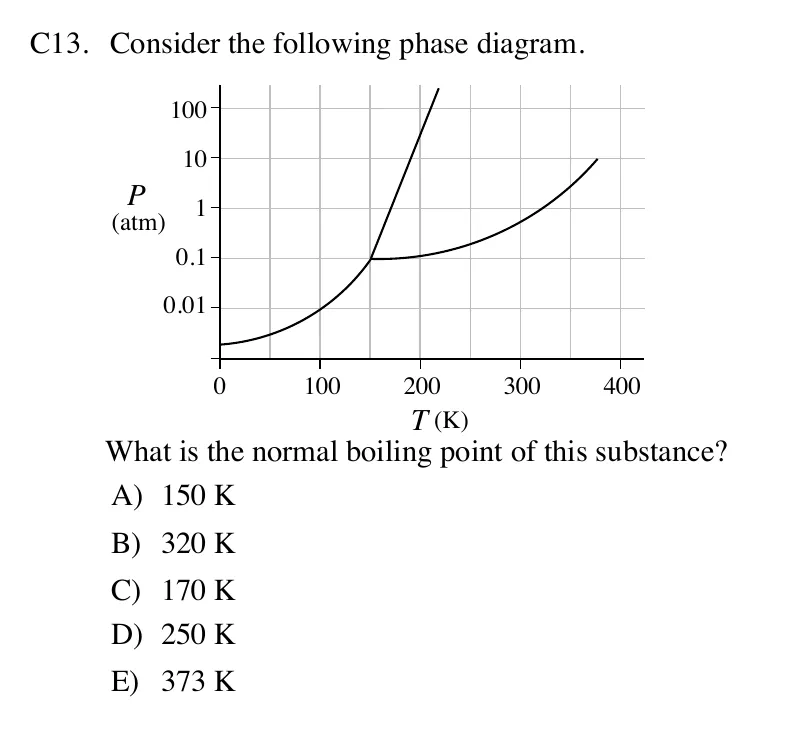 C13. Consider the following phase diagram.
100
10
P
1
(atm)
0.1
0.01
0 100 200 300 400
T (K)
What is the normal boiling point of this substance?
A) 150 K
B) 320 K
C) 170 K
D) 250 K
E) 373 K